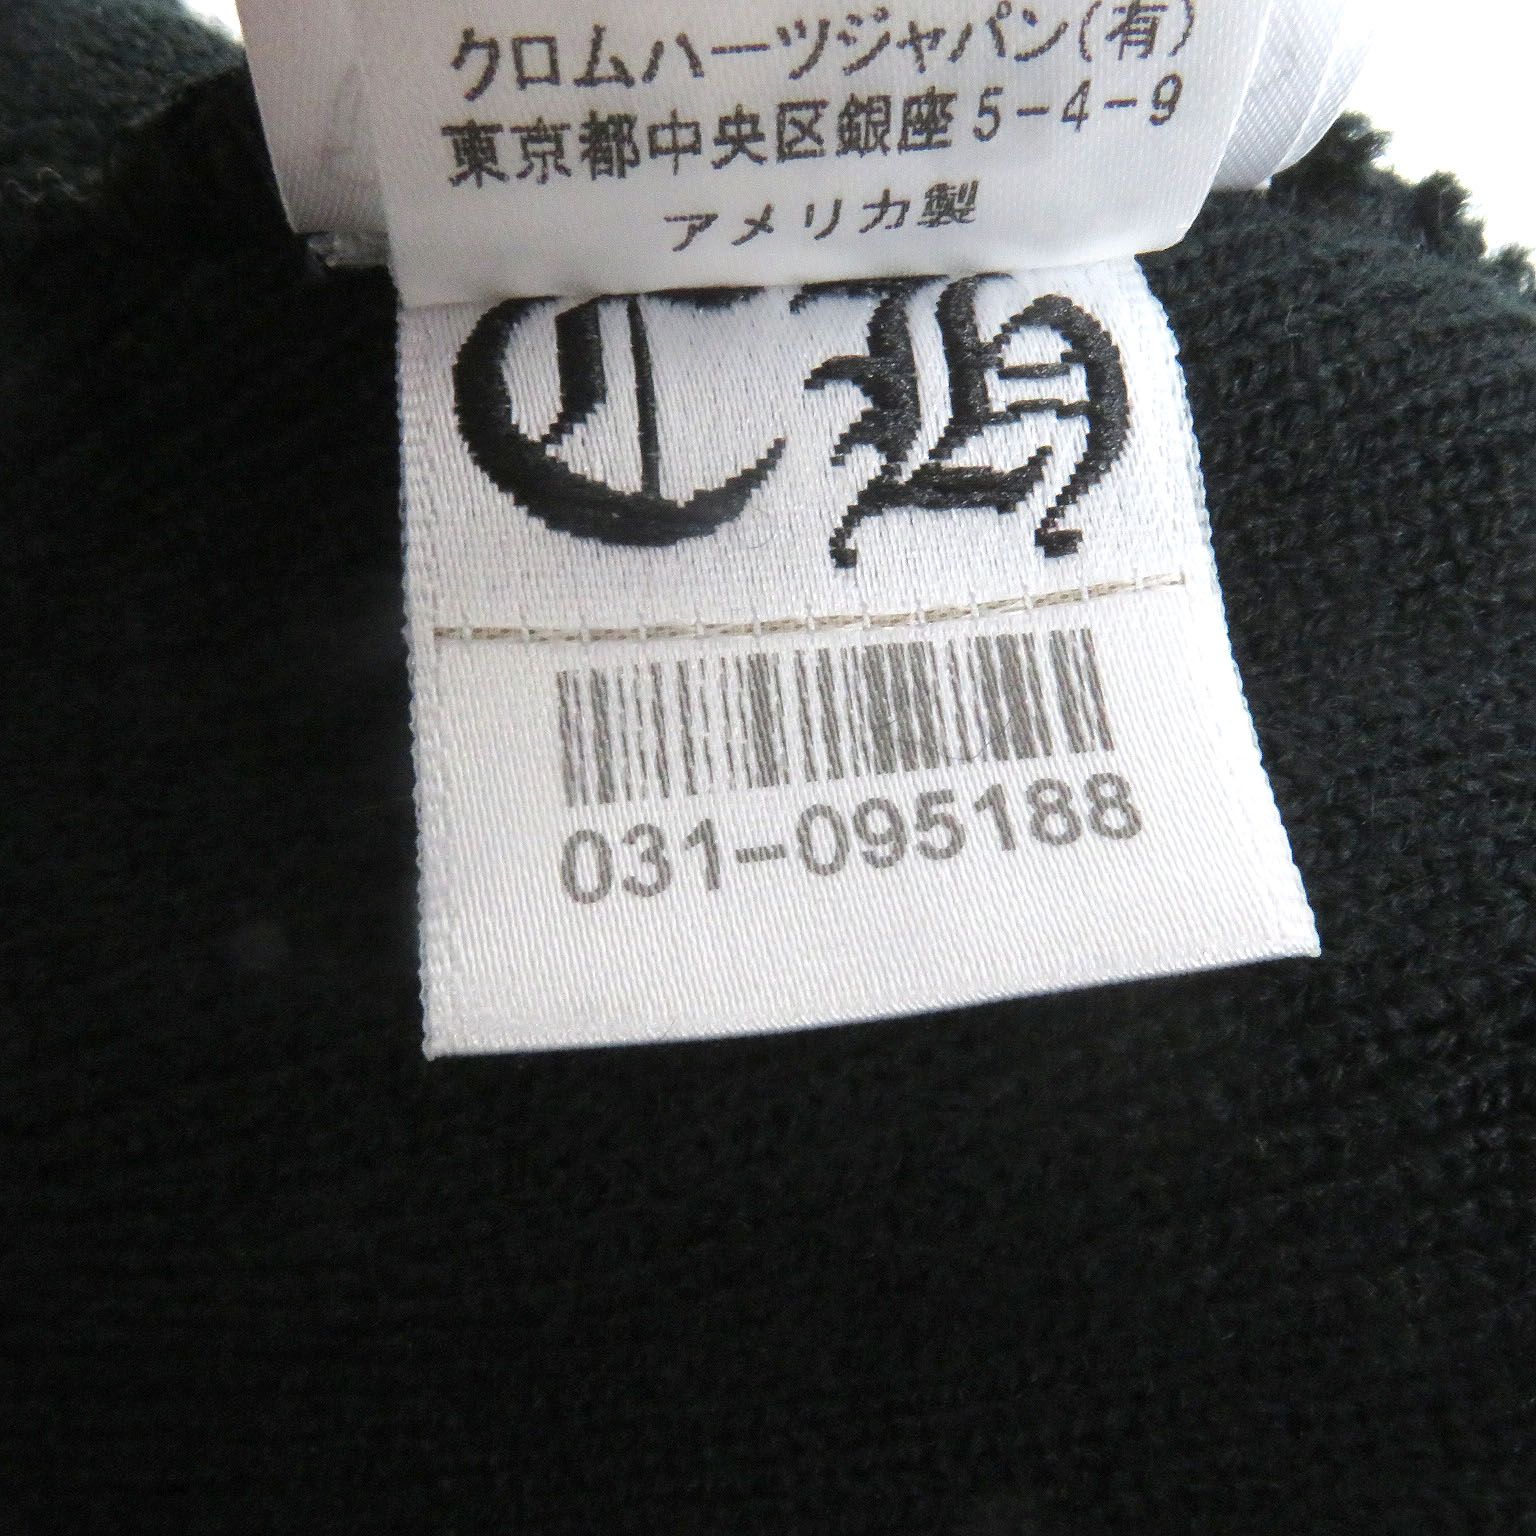 クロムハーツジャパン(有)
東京都中央区銀座5-4-9
アメリカ製
CH
031-095188